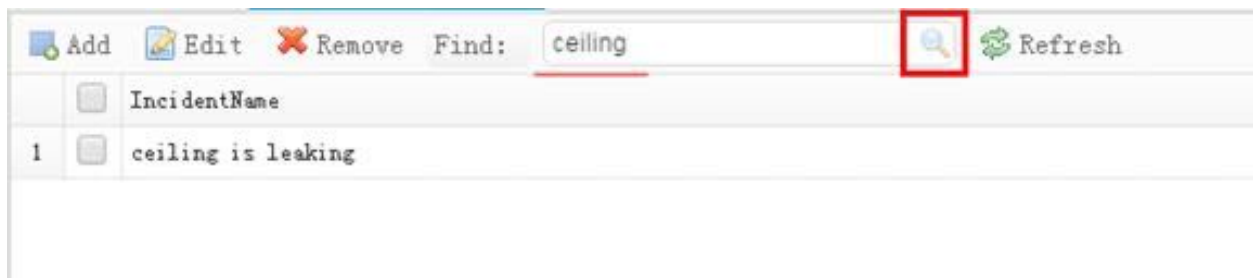 Add Edit Remove Find: ceiling Refresh
IncidentName
1 ceiling is leaking